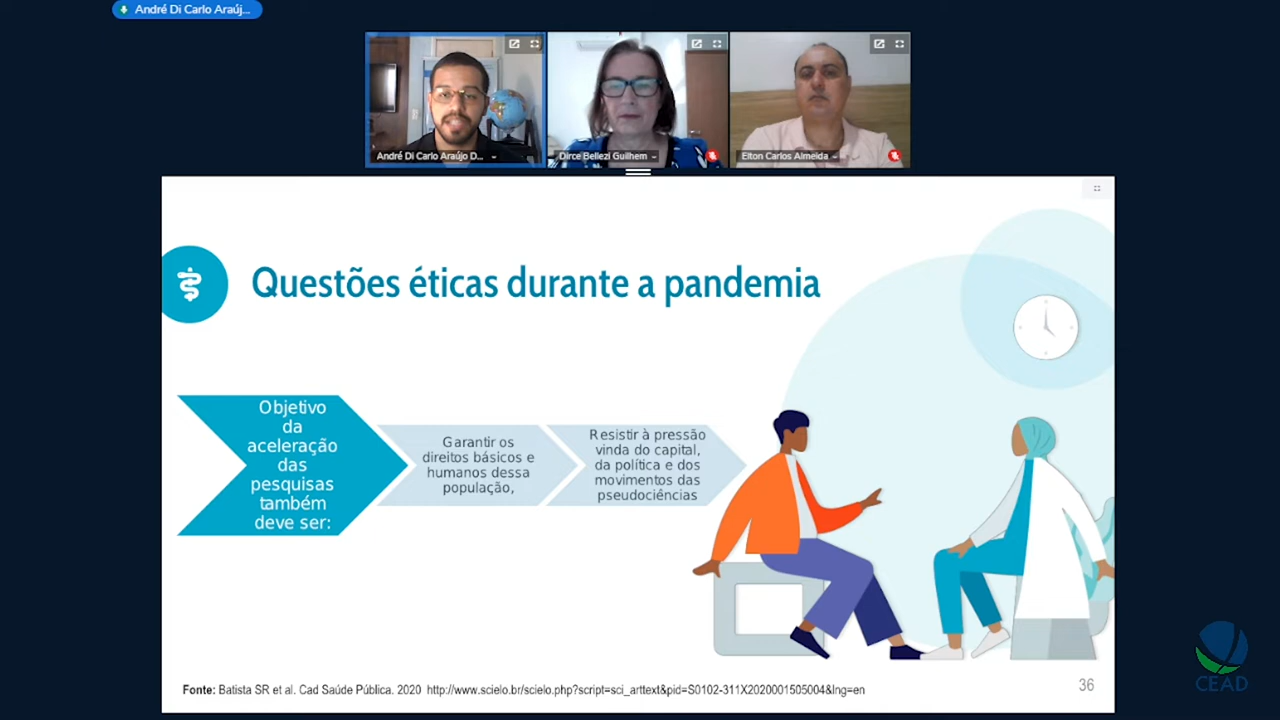 André Di Carlo Araúj...
André Di Carlo Araújo D...
Dirce Bellezi Guilhem
Elton Carlos Almeida
Questões éticas durante a pandemia
Objetivo
da
aceleração
das
pesquisas
também
deve ser:
Garantir os
direitos básicos e
humanos dessa
população,
Resistir à pressão
vinda do capital,
da política e dos
movimentos das
pseudociências
Fonte: Batista SR et al. Cad Saúde Pública. 2020 http://www.scielo.br/scielo.php?script=sci_arttext&pid=S0102-311X2020001505004&lng=en
36
CEAD